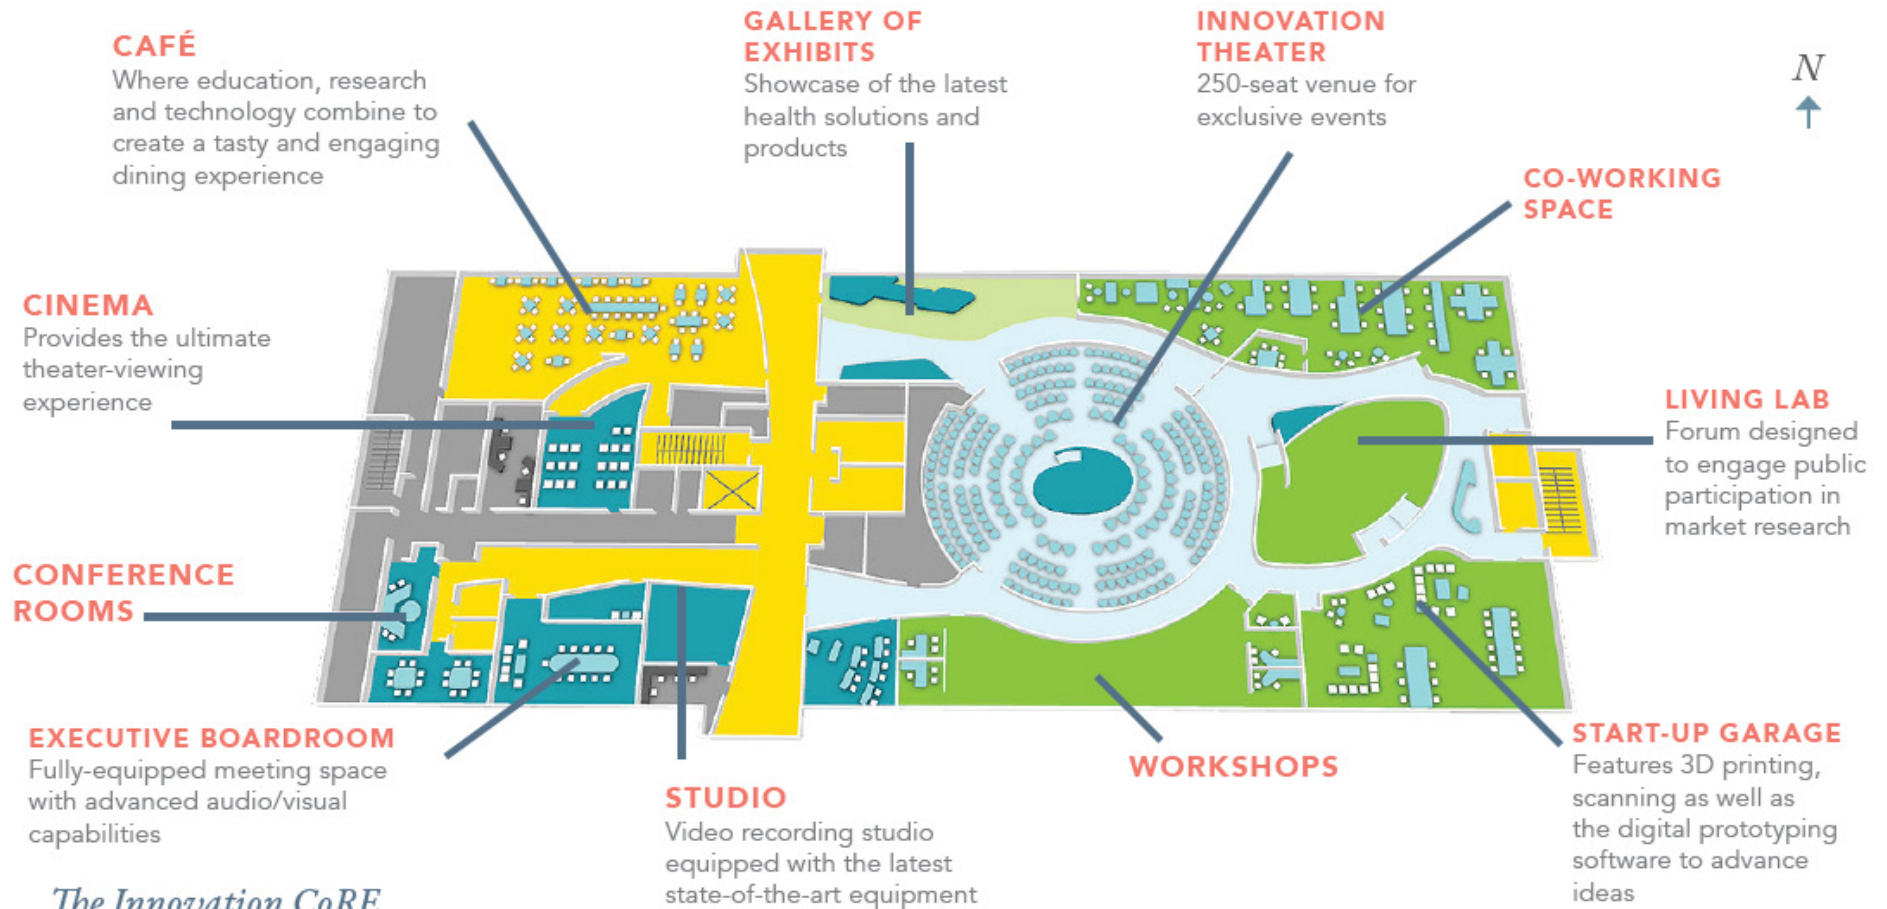 CAFÉ
Where education, research
and technology combine to
create a tasty and engaging
dining experience
GALLERY OF
EXHIBITS
Showcase of the latest
health solutions and
products
INNOVATION
THEATER
250-seat venue for
exclusive events
N
CO-WORKING
SPACE
CINEMA
Provides the ultimate
theater-viewing
experience
LIVING LAB
Forum designed
to engage public
participation in
market research
CONFERENCE
ROOMS
EXECUTIVE BOARDROOM
Fully-equipped meeting space
with advanced audio/visual
capabilities
STUDIO
Video recording studio
equipped with the latest
state-of-the-art equipment
WORKSHOPS
START-UP GARAGE
Features 3D printing,
scanning as well as
the digital prototyping
software to advance
ideas
The Innovation CoRE